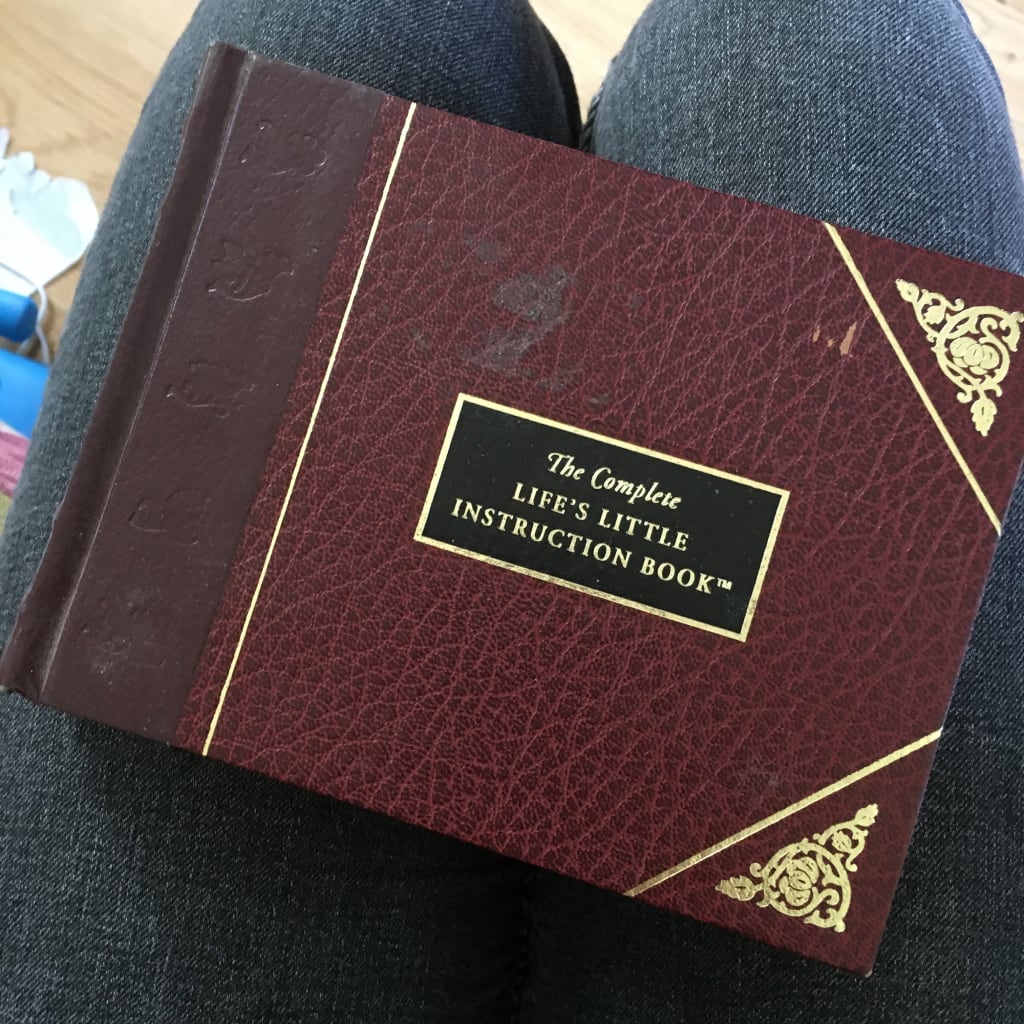 The Complete
LIFE'S LITTLE
INSTRUCTION BOOK™